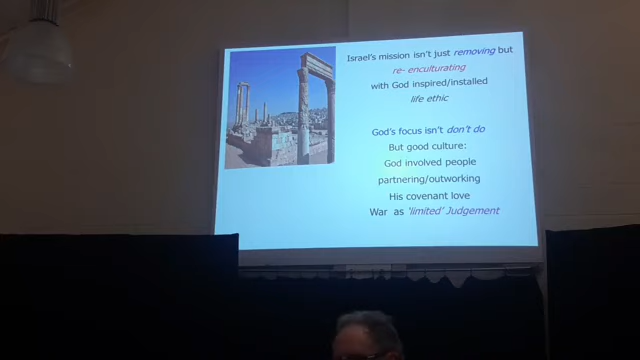 Israel's mission isn't just removing but
re- enculturating
with God inspired/installed
life ethic
God's focus isn't don't do
But good culture:
God involved people
partnering/outworking
His covenant love
War as 'limited' Judgement